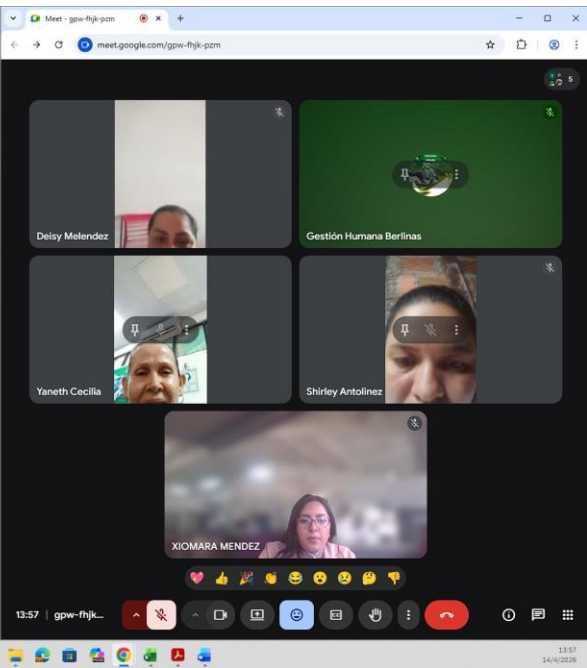 Meet - gpw-fhjk-pzm
meet.google.com/gpw-fhjk-pzm
5
Deisy Melendez
Gestión Humana Berlinas
Yaneth Cecilia
Shirley Antolinez
XIOMARA MENDEZ
13:57 | gpw-fhjk...
CC
13:57
14/4/2026